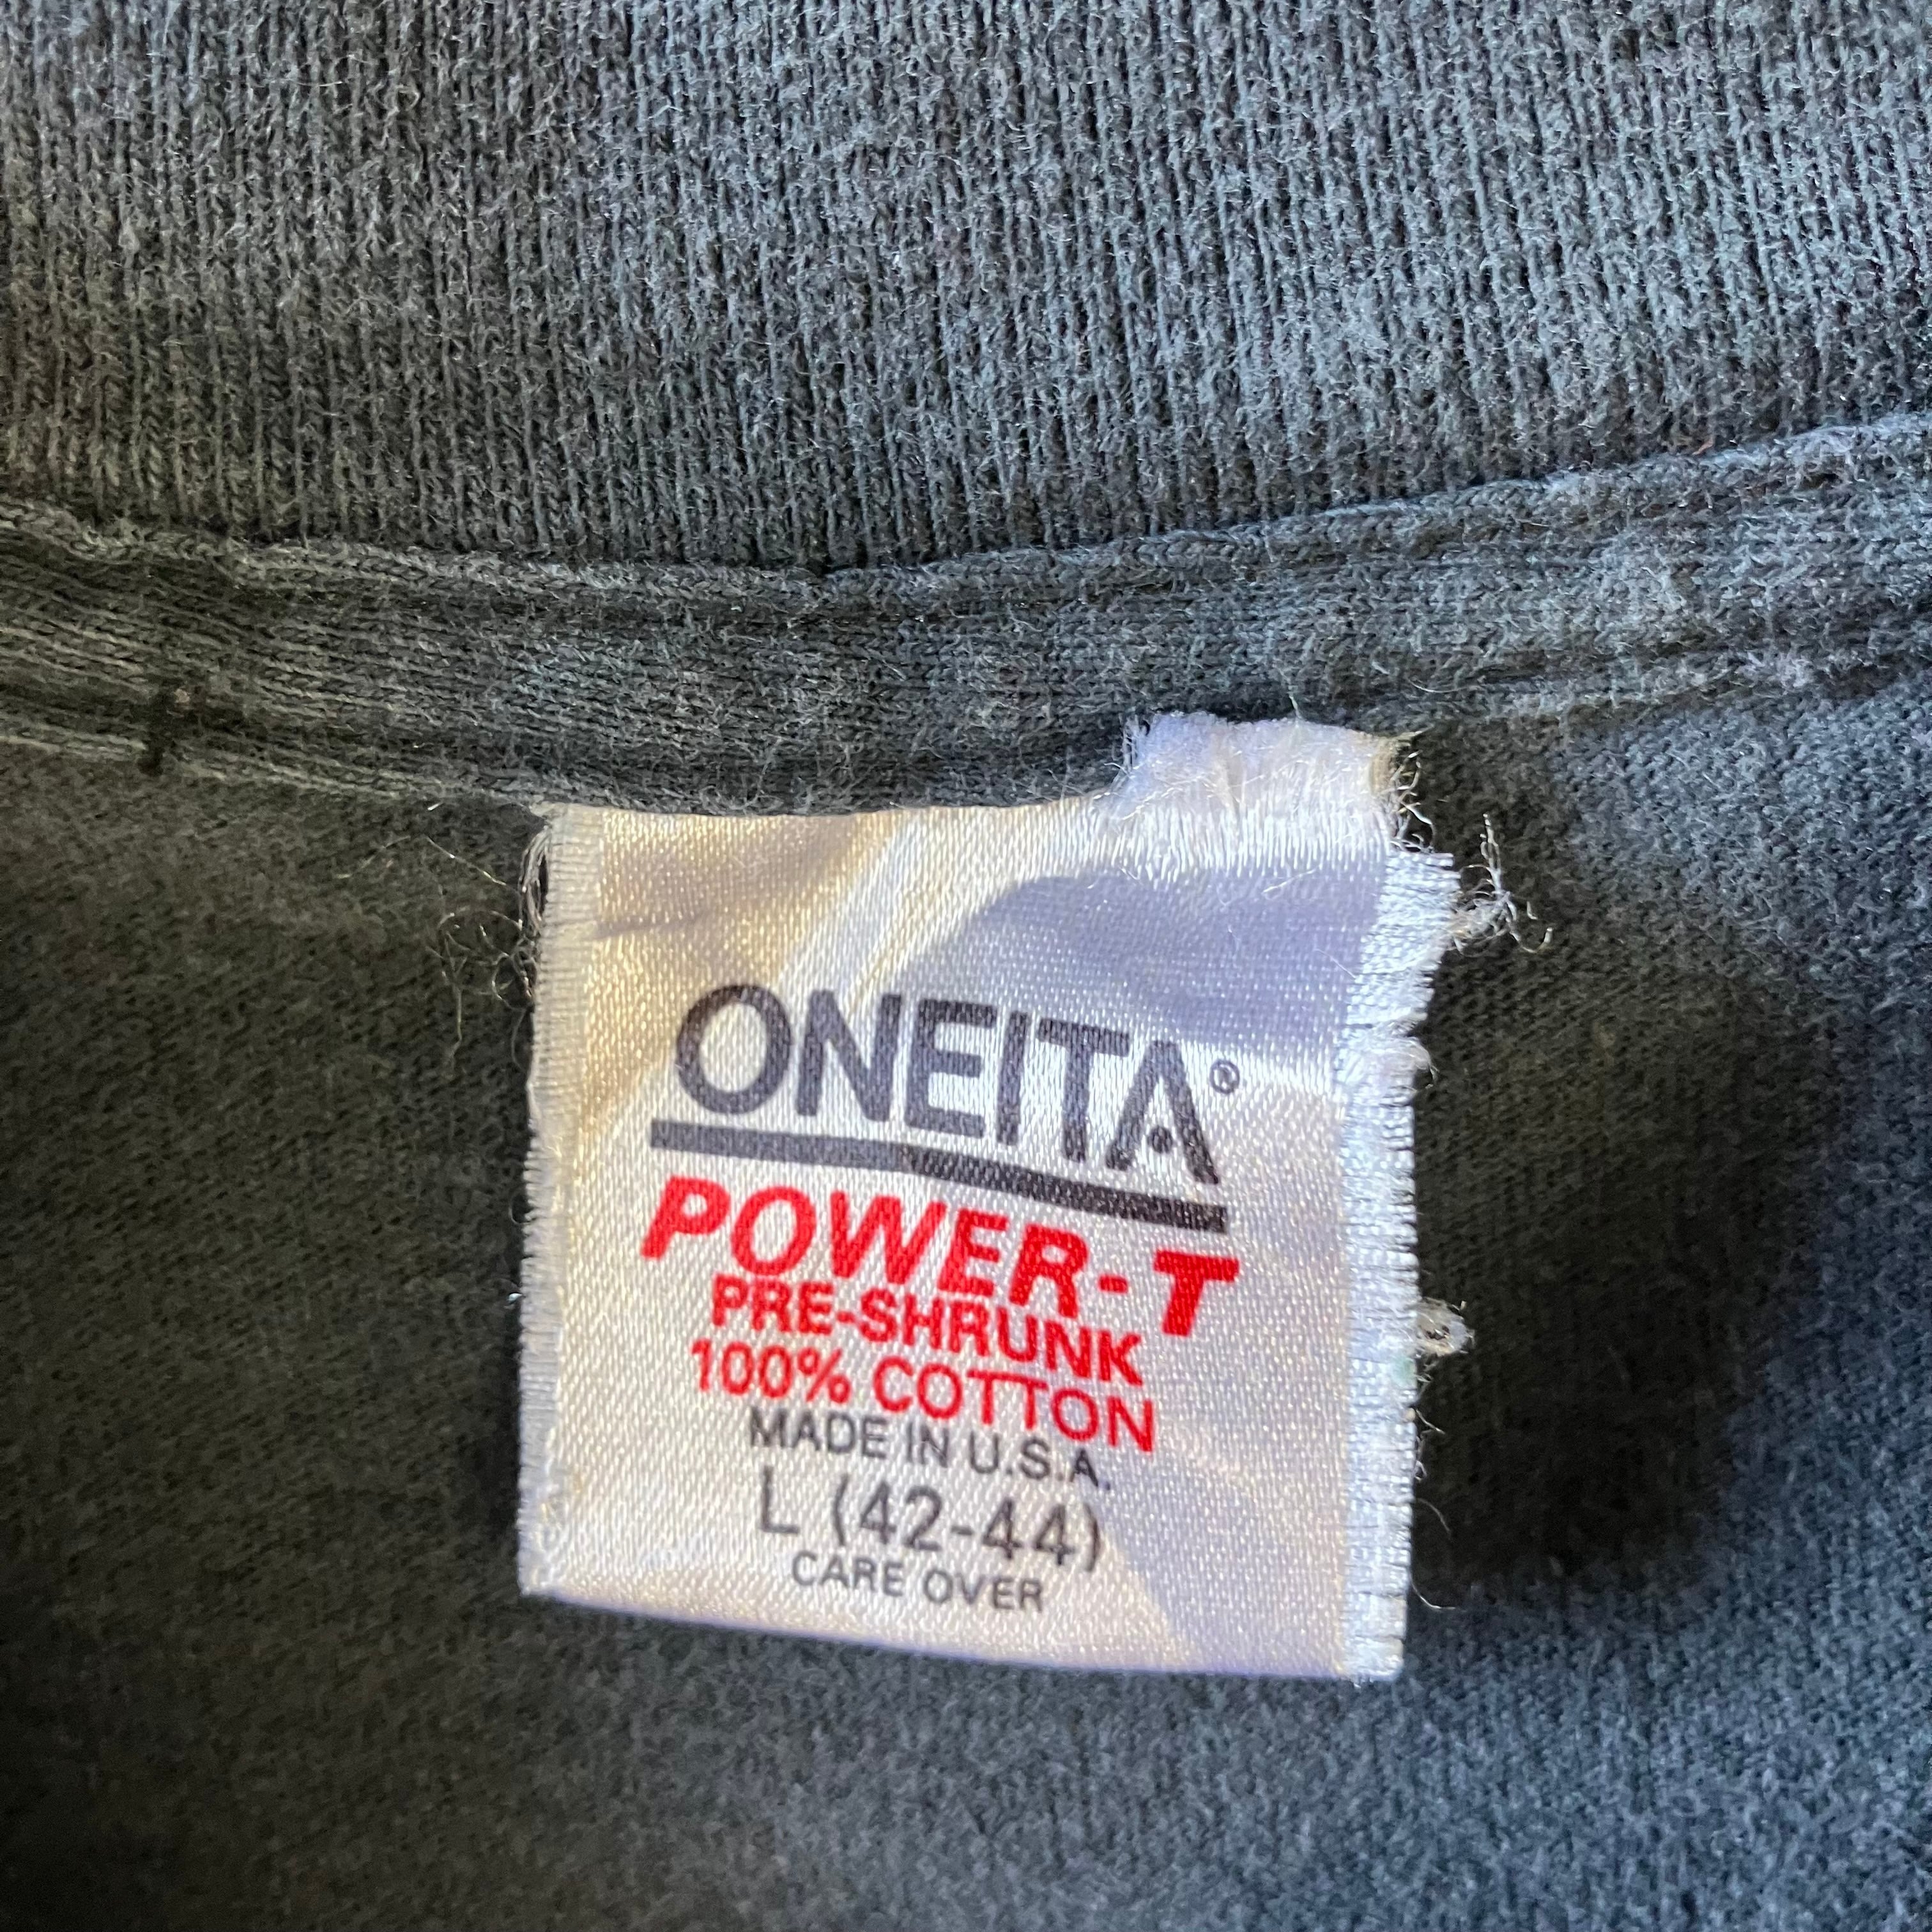 ONEITA®
POWER-T
PRE-SHRUNK
100% COTTON
MADE IN U.S.A.
L (42-44)
CARE OVER